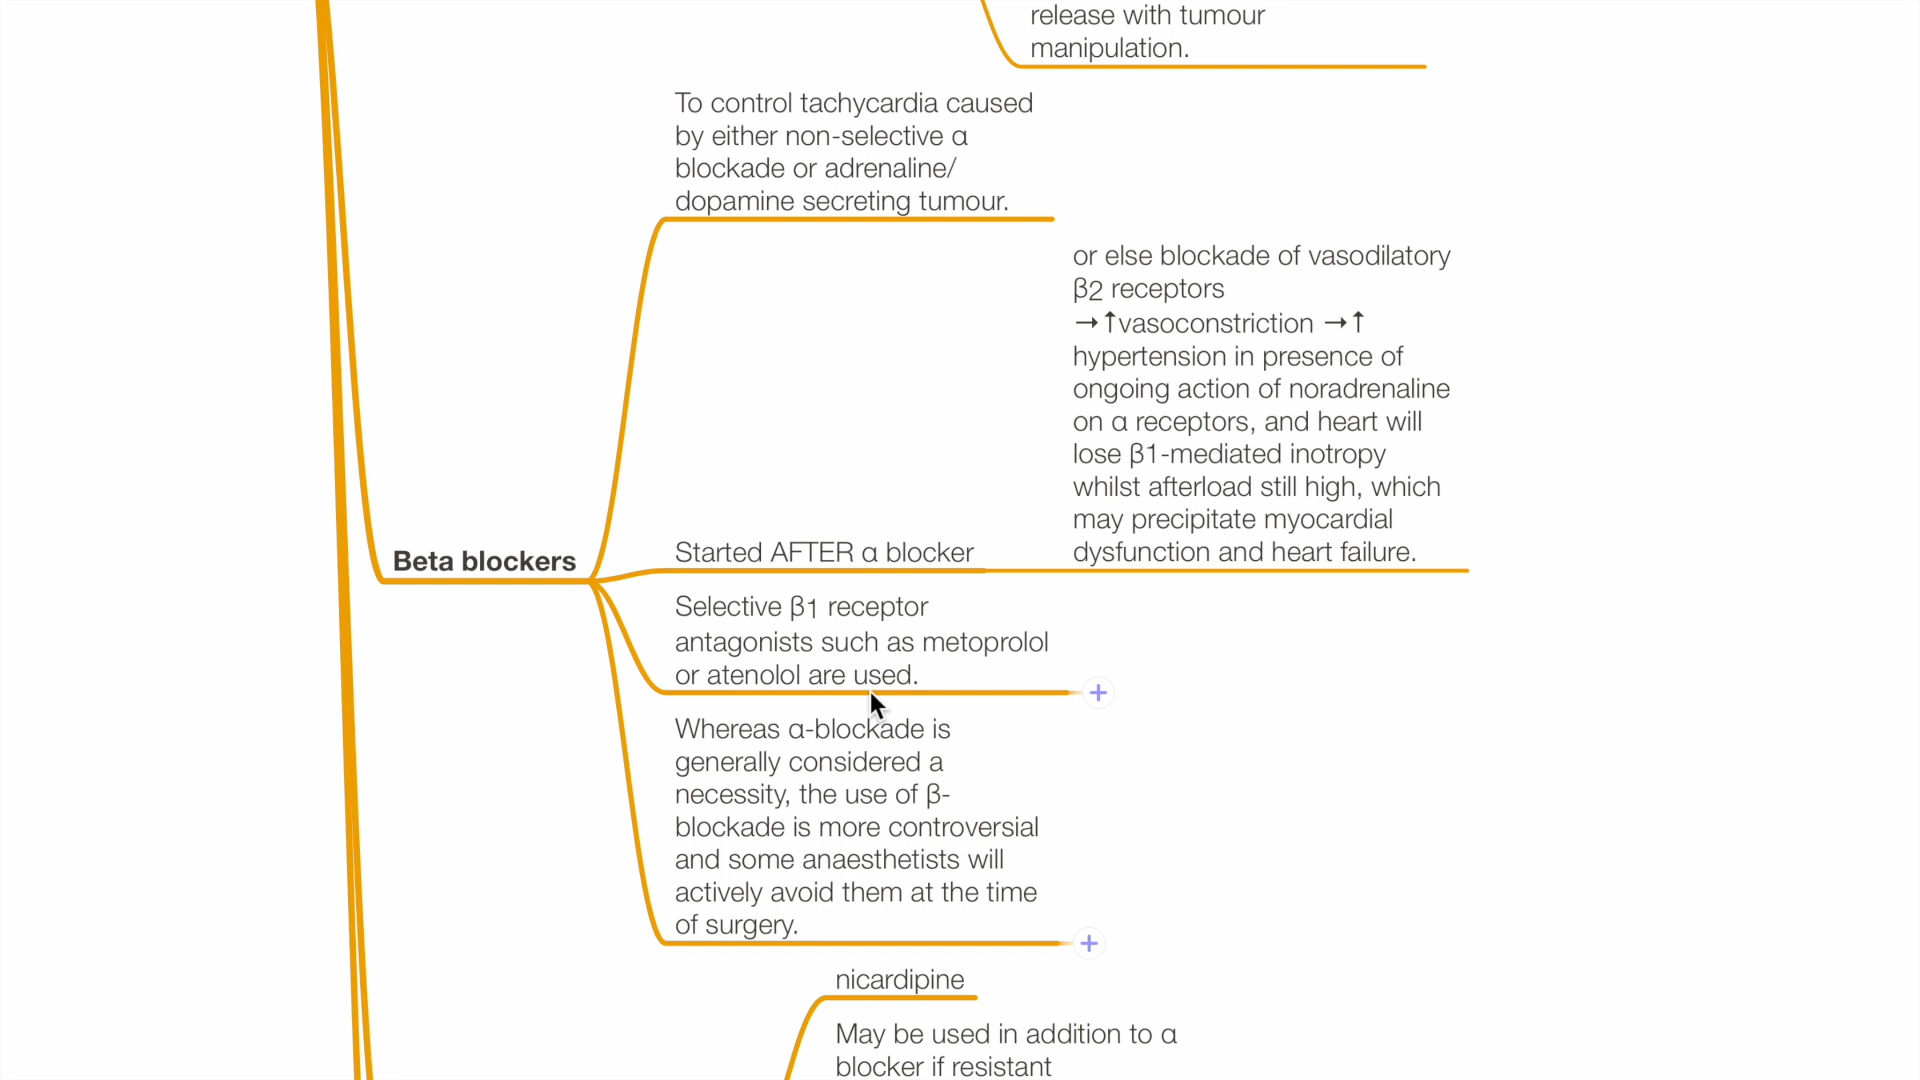 release with tumour
manipulation.
To control tachycardia caused
by either non-selective α
blockade or adrenaline/
dopamine secreting tumour.
or else blockade of vasodilatory
β2 receptors
→↑vasoconstriction →↑
hypertension in presence of
ongoing action of noradrenaline
on α receptors, and heart will
lose β1-mediated inotropy
whilst afterload still high, which
may precipitate myocardial
dysfunction and heart failure.
Beta blockers
Started AFTER α blocker
Selective β1 receptor
antagonists such as metoprolol
or atenolol are used.
Whereas α-blockade is
generally considered a
necessity, the use of β-
blockade is more controversial
and some anaesthetists will
actively avoid them at the time
of surgery.
nicardipine
May be used in addition to α
blocker if resistant